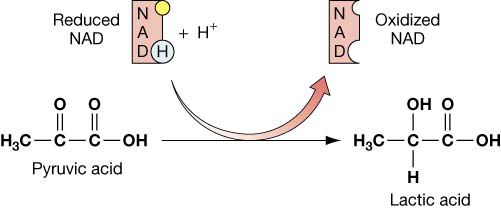 Reduced
NAD
N
A
D
H
+ H⁺
Oxidized
NAD
N
A
D
O O
H₃C—C—C—OH
Pyruvic acid
OH O
H₃C—C—C—OH
H
Lactic acid